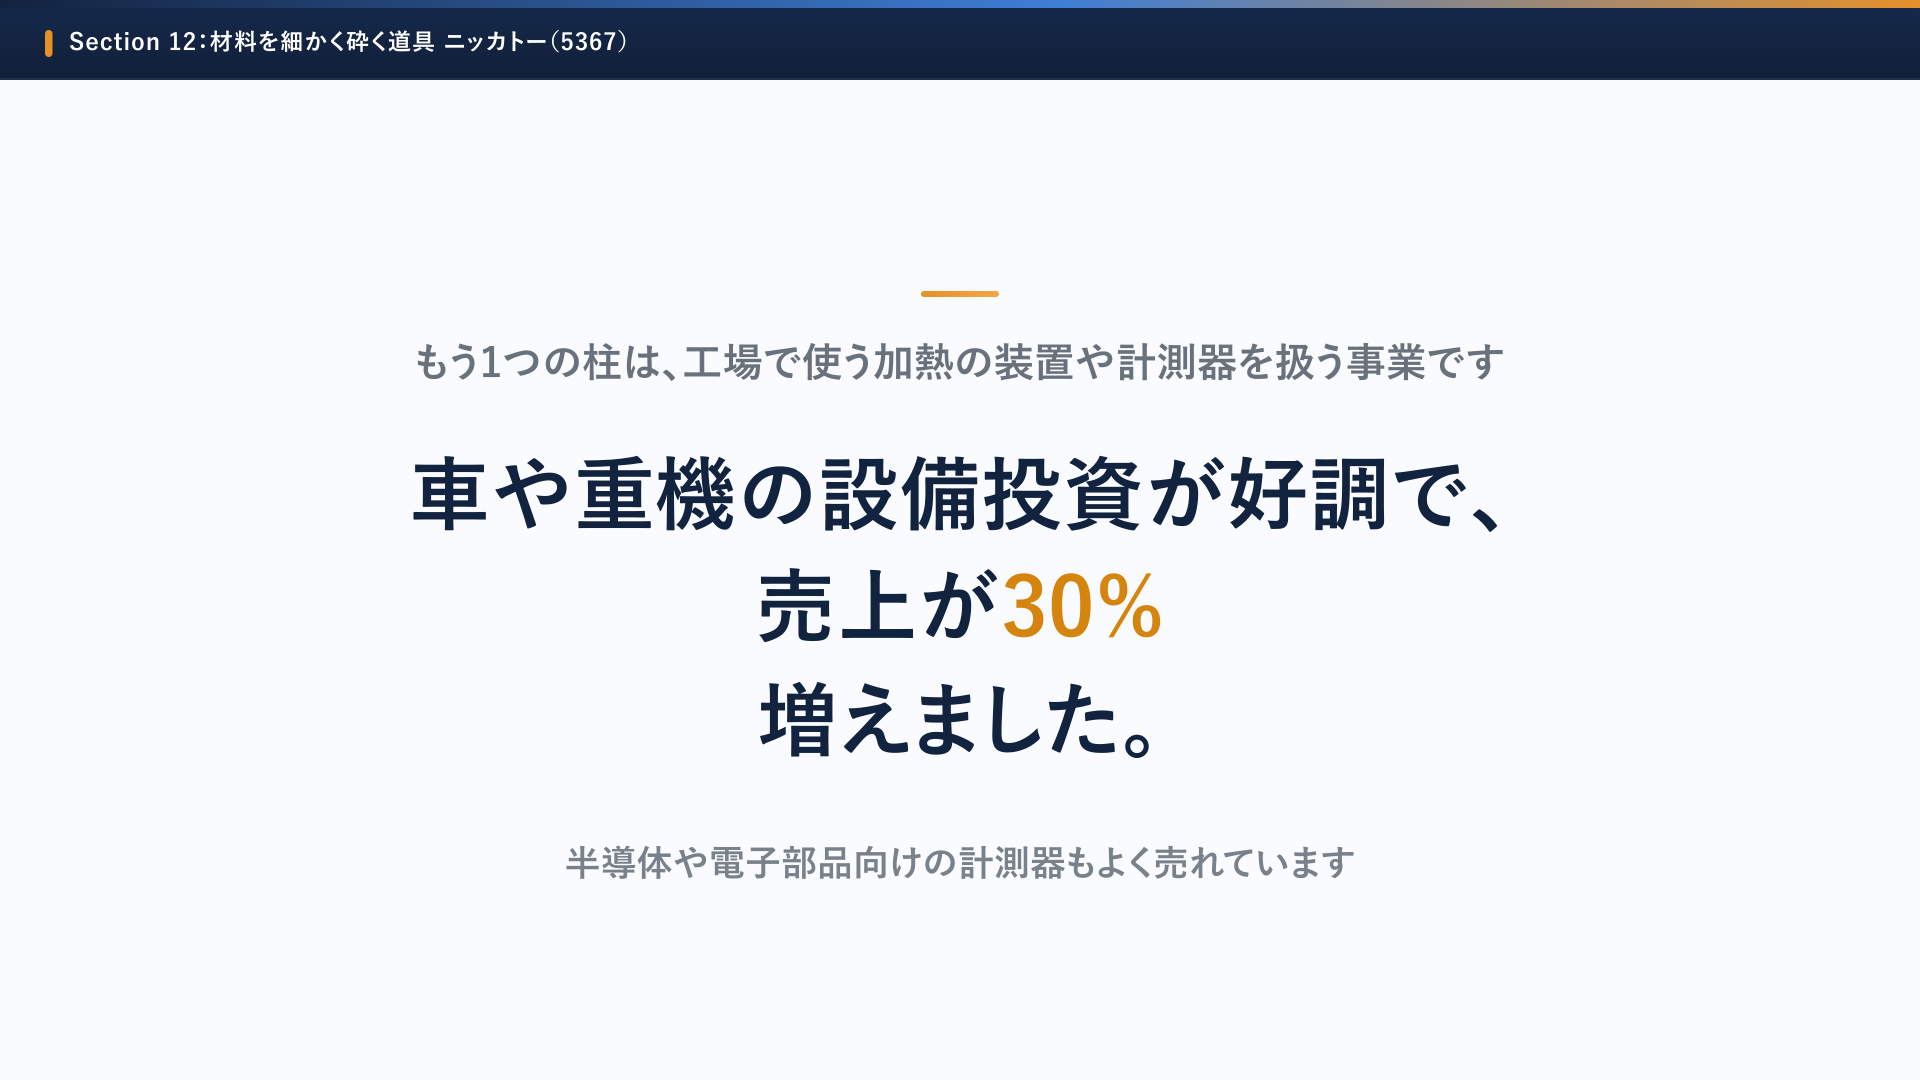 Section 12：材料を細かく砕く道具 ニッカトー（5367）
もう1つの柱は、工場で使う加熱の装置や計測器を扱う事業です
車や重機の設備投資が好調で、
売上が30%
増えました。
半導体や電子部品向けの計測器もよく売れています